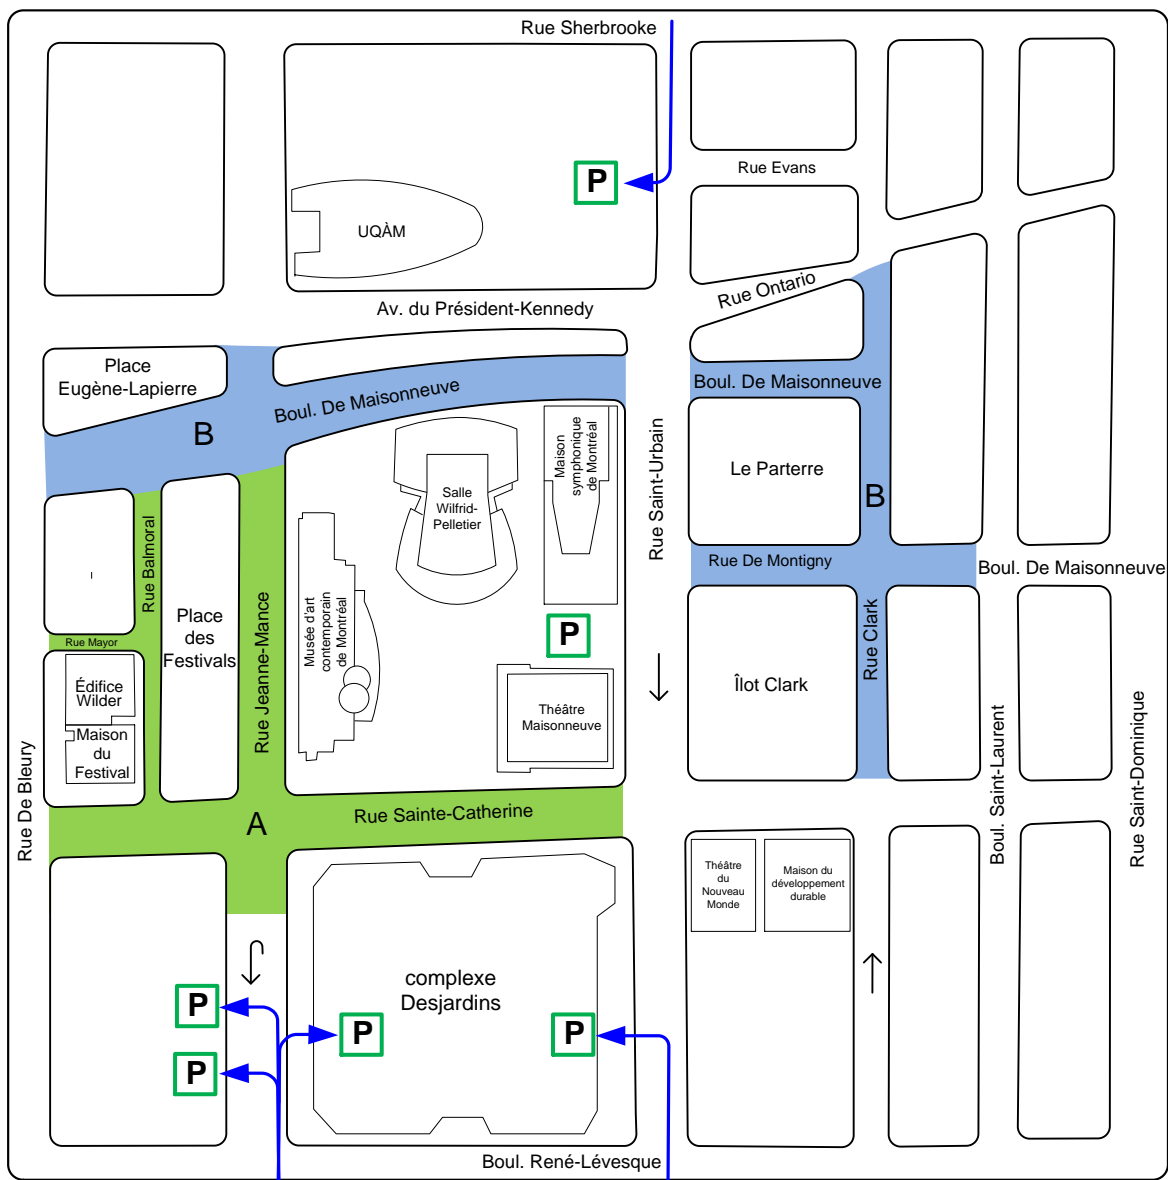 Rue Sherbrooke
P
Rue Evans
UQÀM
Av. du Président-Kennedy
Rue Ontario
Place
Eugène-Lapierre
Boul. De Maisonneuve
Boul. De Maisonneuve
B
Salle
Wilfrid-
Pelletier
Maison
symphonique
de Montréal
Rue Saint-Urbain
Le Parterre
B
Rue Balmoral
I
Rue De Montigny
Boul. De Maisonneuve
Rue Mayor
Place
des
Festivals
Rue Jeanne-Mance
Musée d'art
contemporain
de Montréal
P
Rue Clark
Îlot Clark
Édifice
Wilder
Maison
du
Festival
Théâtre
Maisonneuve
Rue De Bleury
Boul. Saint-Laurent
Rue Saint-Dominique
A
Rue Sainte-Catherine
Théâtre
du
Nouveau
Monde
Maison du
développement
durable
complexe
Desjardins
P
P
P
P
Boul. René-Lévesque